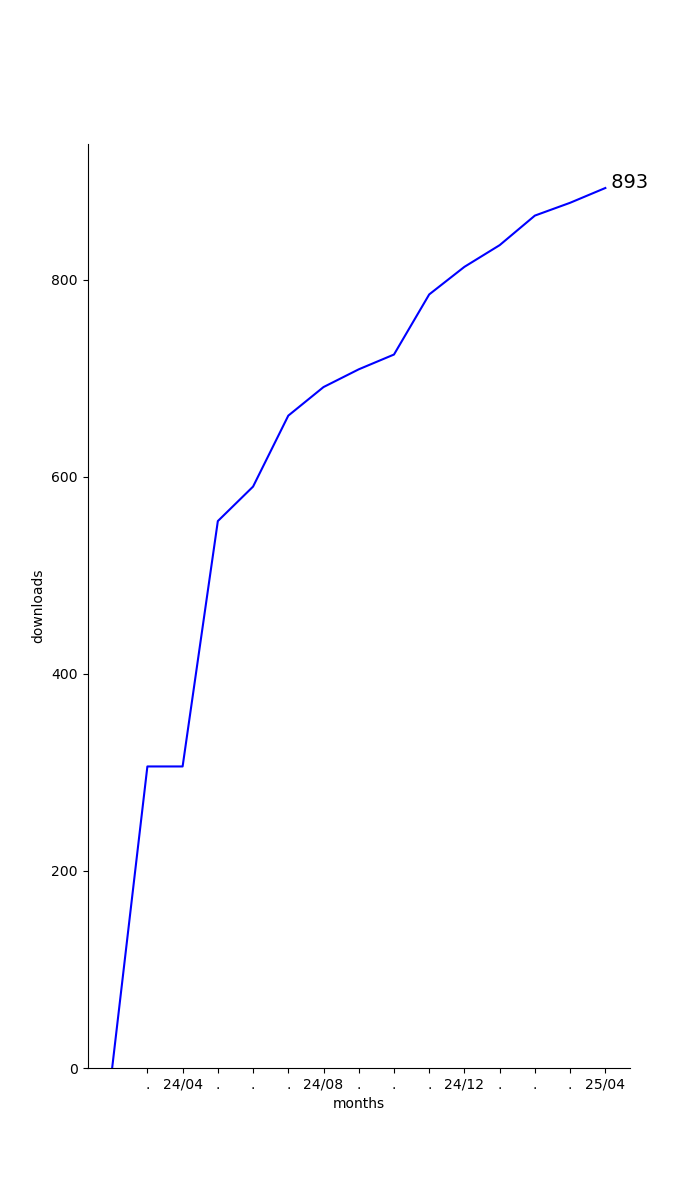 893
800
600
400
200
0
downloads
. 24/04 . . . 24/08 . . . 24/12 . . . 25/04
months